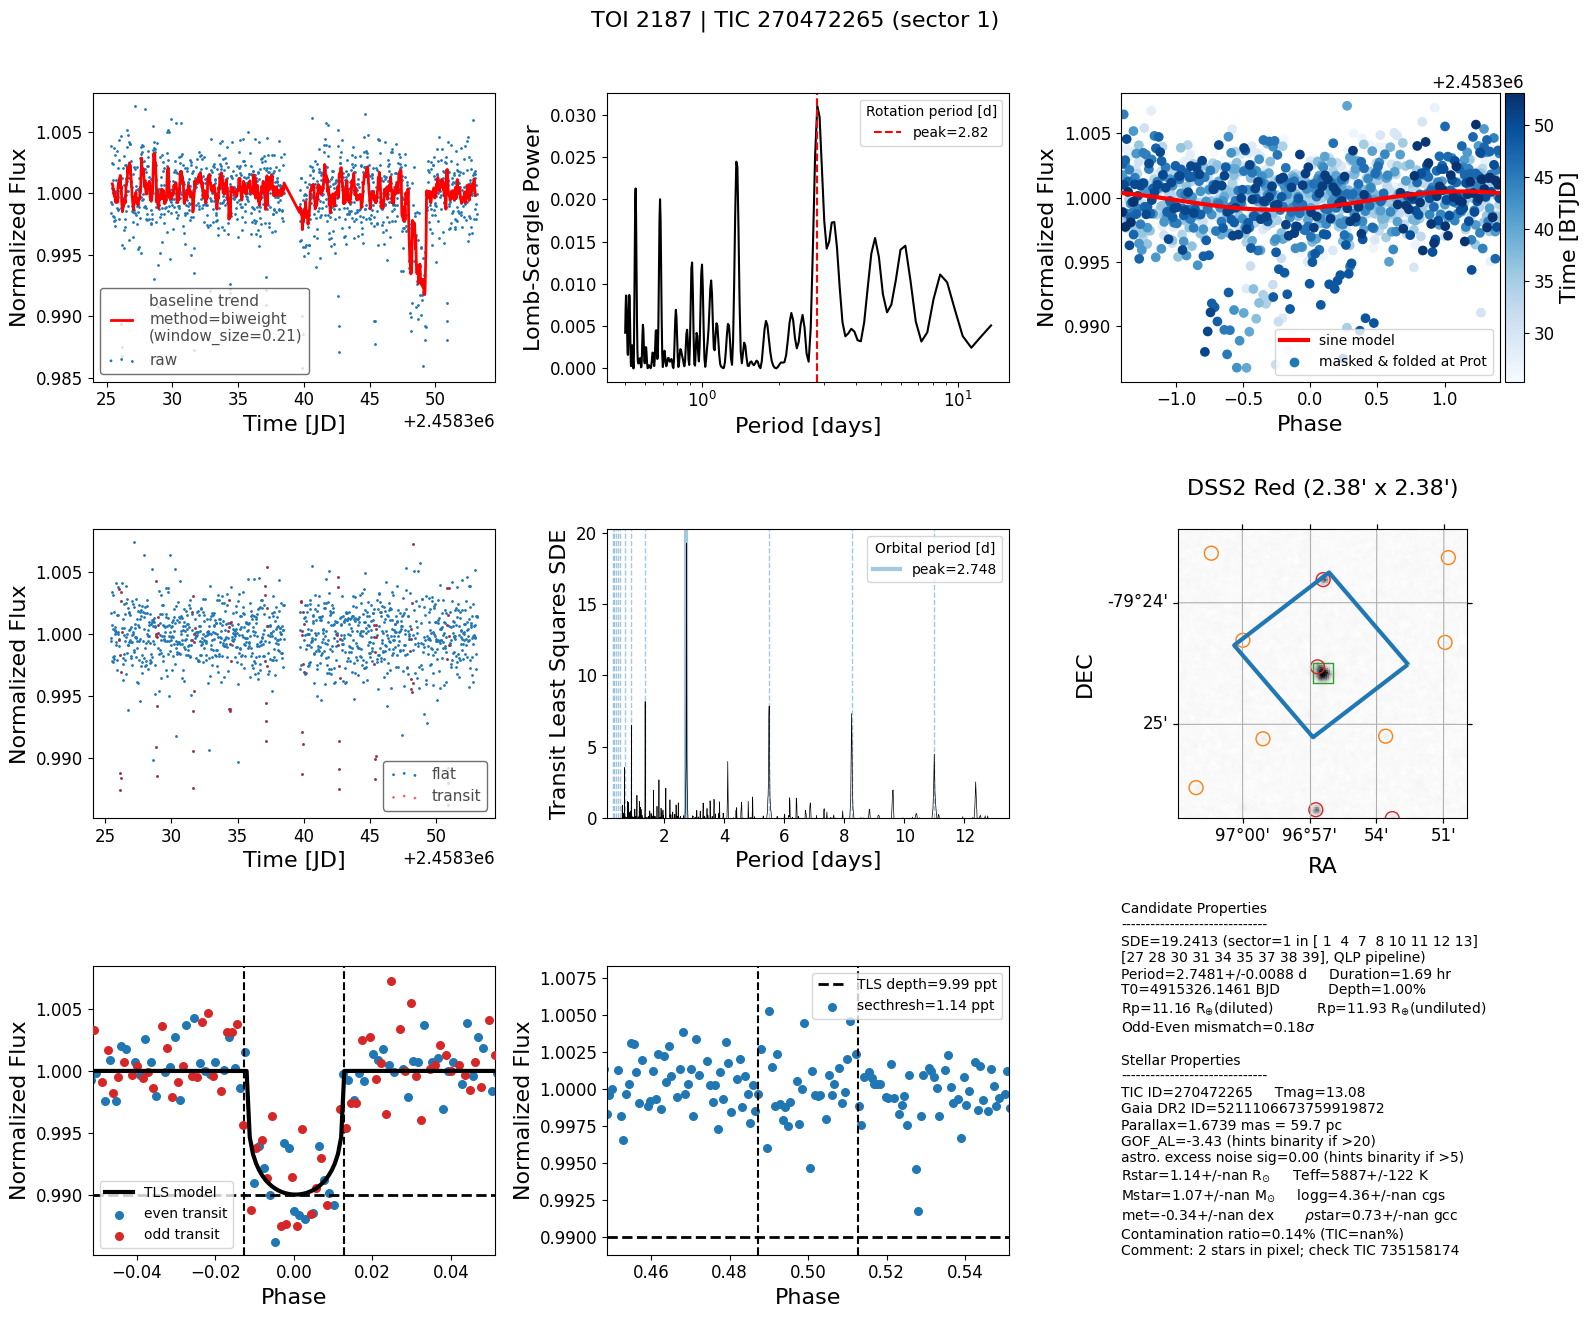 TOI 2187 | TIC 270472265 (sector 1)
Normalized Flux
1.005
1.000
0.995
0.990
0.985
baseline trend
method=biweight
(window_size=0.21)
raw
25 30 35 40 45 50
Time [JD]
+2.4583e6
Lomb-Scargle Power
0.030
0.025
0.020
0.015
0.010
0.005
0.000
Rotation period [d]
peak=2.82
10⁰ 10¹
Period [days]
+2.4583e6
Normalized Flux
1.005
1.000
0.995
0.990
sine model
masked & folded at Prot
−1.0 −0.5 0.0 0.5 1.0
Phase
50
45
40
35
30
Time [BTJD]
Normalized Flux
1.005
1.000
0.995
0.990
flat
transit
25 30 35 40 45 50
Time [JD]
+2.4583e6
Transit Least Squares SDE
20
15
10
5
0
Orbital period [d]
peak=2.748
2 4 6 8 10 12
Period [days]
DSS2 Red (2.38' x 2.38')
DEC
-79°24'
25'
97°00' 96°57' 54' 51'
RA
Normalized Flux
1.005
1.000
0.995
0.990
TLS model
even transit
odd transit
−0.04 −0.02 0.00 0.02 0.04
Phase
Normalized Flux
1.0075
1.0050
1.0025
1.0000
0.9975
0.9950
0.9925
0.9900
TLS depth=9.99 ppt
secthresh=1.14 ppt
0.46 0.48 0.50 0.52 0.54
Phase
Candidate Properties
-------------------------------
SDE=19.2413 (sector=1 in [ 1 4 7 8 10 11 12 13]
[27 28 30 31 34 35 37 38 39], QLP pipeline)
Period=2.7481+/-0.0088 d Duration=1.69 hr
T0=4915326.1461 BJD Depth=1.00%
Rp=11.16 R⊕(diluted) Rp=11.93 R⊕(undiluted)
Odd-Even mismatch=0.18σ
Stellar Properties
-------------------------------
TIC ID=270472265 Tmag=13.08
Gaia DR2 ID=5211106673759919872
Parallax=1.6739 mas = 59.7 pc
GOF_AL=-3.43 (hints binarity if >20)
astro. excess noise sig=0.00 (hints binarity if >5)
Rstar=1.14+/-nan R⊙ Teff=5887+/-122 K
Mstar=1.07+/-nan M⊙ logg=4.36+/-nan cgs
met=-0.34+/-nan dex ρstar=0.73+/-nan gcc
Contamination ratio=0.14% (TIC=nan%)
Comment: 2 stars in pixel; check TIC 735158174